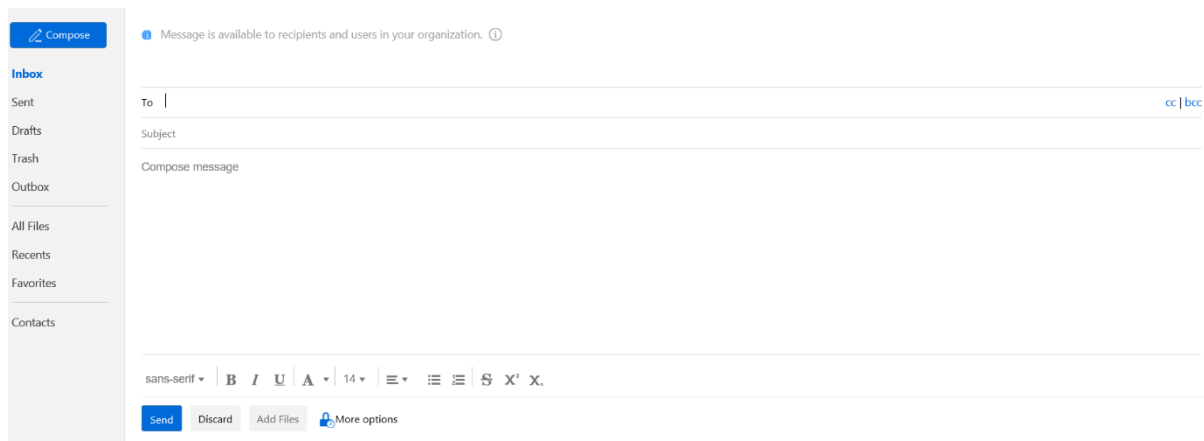 Compose
Message is available to recipients and users in your organization.
Inbox
Sent
To
cc | bcc
Drafts
Subject
Trash
Compose message
Outbox
All Files
Recents
Favorites
Contacts
sans-serif B I U A 14 S X² X,
Send Discard Add Files More options